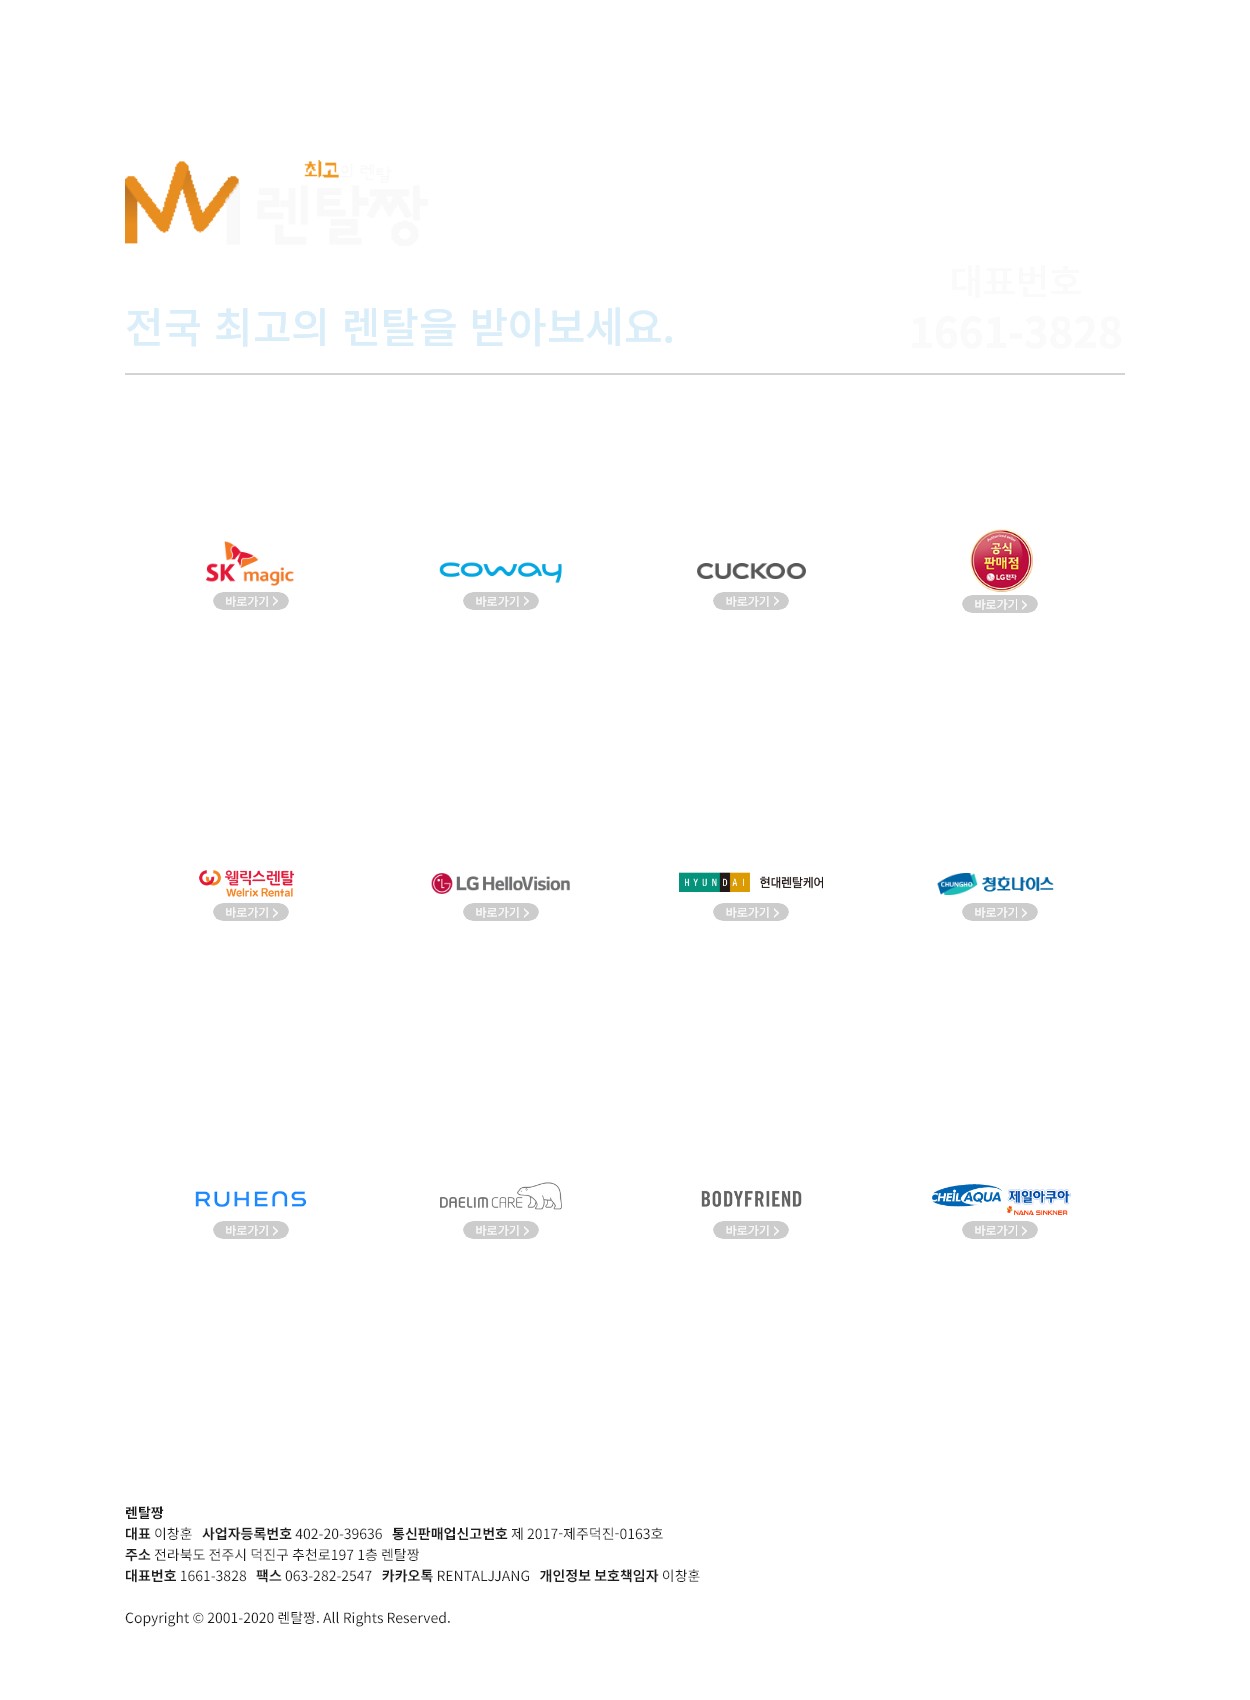 최고의 렌탈
렌탈짱
대표번호
전국 최고의 렌탈을 받아보세요.
1661-3828
SK magic
coway
CUCKOO
공식
판매점
LG전자
바로가기 >
바로가기 >
바로가기 >
바로가기 >
웰릭스렌탈
Welrix Rental
LG HelloVision
HYUNDAI 현대렌탈케어
CHUNGHO 청호나이스
바로가기 >
바로가기 >
바로가기 >
바로가기 >
RUHENS
DAELIM CARE
BODYFRIEND
CHEILAQUA 제일아쿠아
NANA SINKNER
바로가기 >
바로가기 >
바로가기 >
바로가기 >
렌탈짱
대표 이창훈 사업자등록번호 402-20-39636 통신판매업신고번호 제 2017-제주덕진-0163호
주소 전라북도 전주시 덕진구 추천로197 1층 렌탈짱
대표번호 1661-3828 팩스 063-282-2547 카카오톡 RENTALJJANG 개인정보 보호책임자 이창훈
Copyright © 2001-2020 렌탈짱. All Rights Reserved.